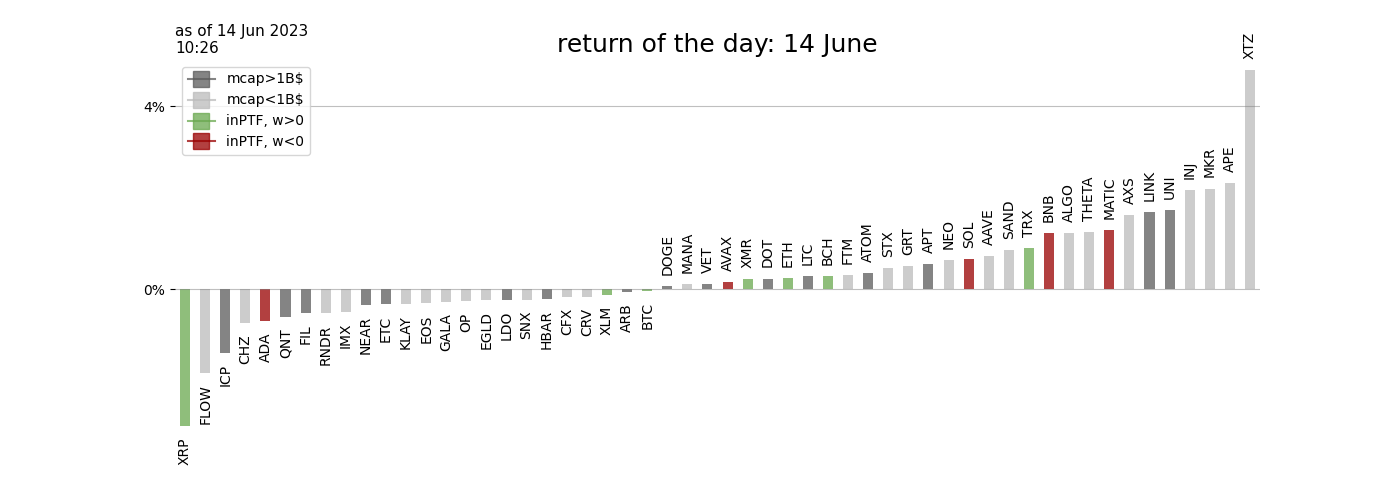 as of 14 Jun 2023
10:26
return of the day: 14 June
mcap>1B$
mcap<1B$
inPTF, w>0
inPTF, w<0
4%
0%
XRP
FLOW
ICP
CHZ
ADA
QNT
FIL
RNDR
IMX
NEAR
ETC
KLAY
EOS
GALA
OP
EGLD
LDO
SNX
HBAR
CFX
CRV
XLM
ARB
BTC
DOGE
MANA
VET
AVAX
XMR
DOT
ETH
LTC
BCH
FTM
ATOM
STX
GRT
APT
NEO
SOL
AAVE
SAND
TRX
BNB
ALGO
THETA
MATIC
AXS
LINK
UNI
INJ
MKR
APE
XTZ